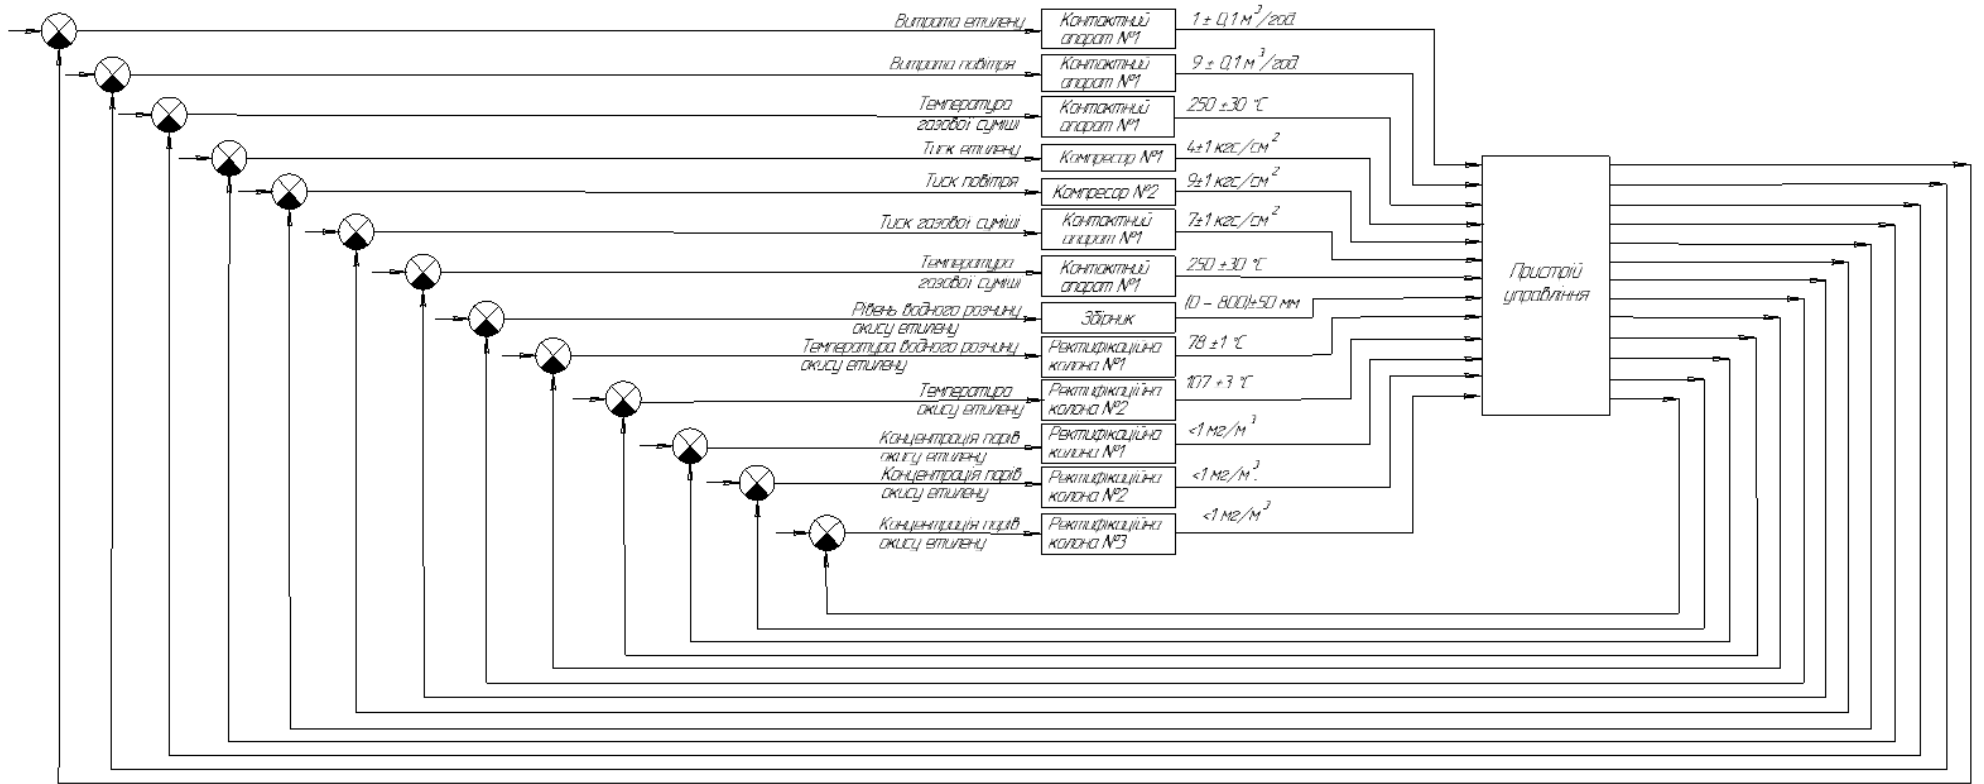 Витрата етилену
Контактний
апарат №1
1 ± 0,1 м³/год
Витрата повітря
Контактний
апарат №1
9 ± 0,1 м³/год
Температура
газової суміші
Контактний
апарат №1
250 ±30 °С
Тиск етилену
Компресор №1
4±1 кгс/см²
Тиск повітря
Компресор №2
9±1 кгс/см²
Тиск газової суміші
Контактний
апарат №1
7±1 кгс/см²
Температура
газової суміші
Контактний
апарат №1
250 ±30 °С
Рівень водного розчину
окису етилену
Збірник
(0 – 800)±50 мм
Температура водного розчину
окису етилену
Ректифікаційна
колона №1
78 ±1 °С
Температура
окису етилену
Ректифікаційна
колона №2
107 +3 °С
Концентрація парів
окису етилену
Ректифікаційна
колона №1
<1 мг/м³
Концентрація парів
окису етилену
Ректифікаційна
колона №2
<1 мг/м³.
Концентрація парів
окису етилену
Ректифікаційна
колона №3
<1 мг/м³
Пристрій
управління